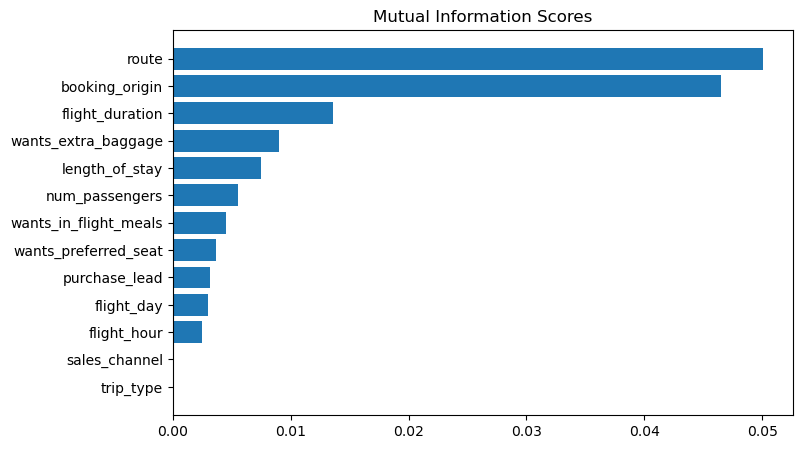 Mutual Information Scores
route
booking_origin
flight_duration
wants_extra_baggage
length_of_stay
num_passengers
wants_in_flight_meals
wants_preferred_seat
purchase_lead
flight_day
flight_hour
sales_channel
trip_type
0.00 0.01 0.02 0.03 0.04 0.05